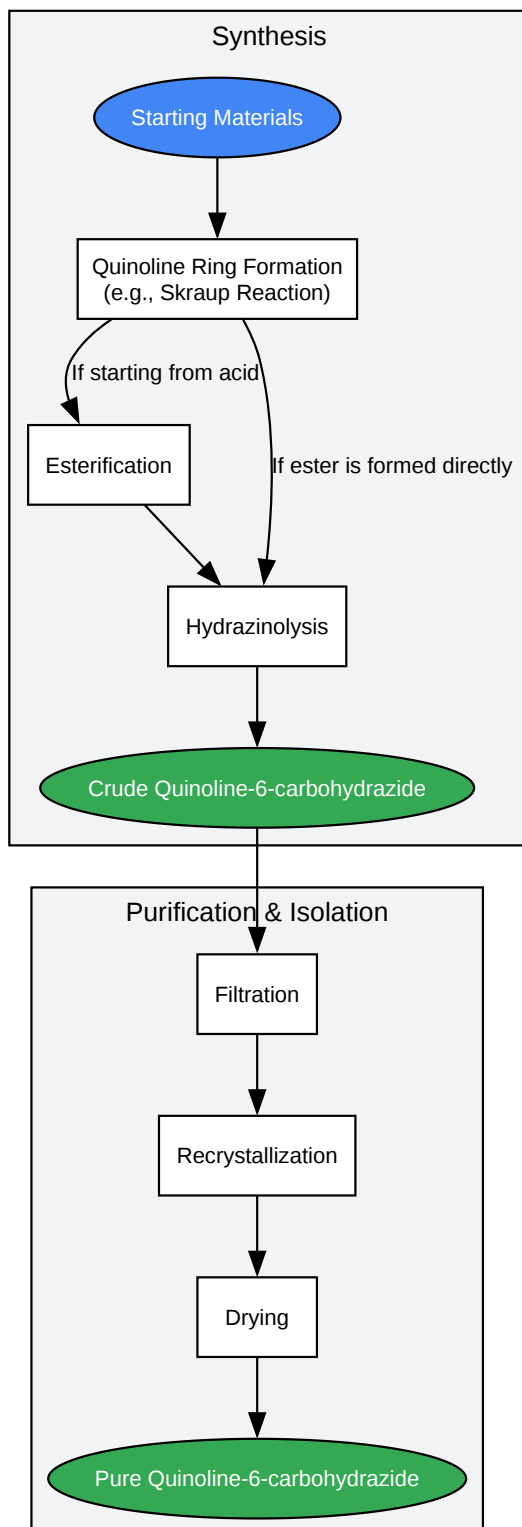 Synthesis
Starting Materials
Quinoline Ring Formation
(e.g., Skraup Reaction)
If starting from acid
Esterification
If ester is formed directly
Hydrazinolysis
Crude Quinoline-6-carbohydrazide
Purification & Isolation
Filtration
Recrystallization
Drying
Pure Quinoline-6-carbohydrazide